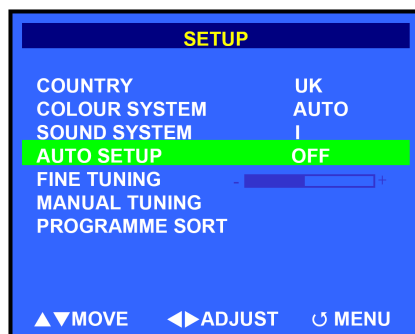 SETUP
COUNTRY UK
COLOUR SYSTEM AUTO
SOUND SYSTEM I
AUTO SETUP OFF
FINE TUNING - +
MANUAL TUNING
PROGRAMME SORT
▲▼MOVE ◀▶ADJUST ↺ MENU